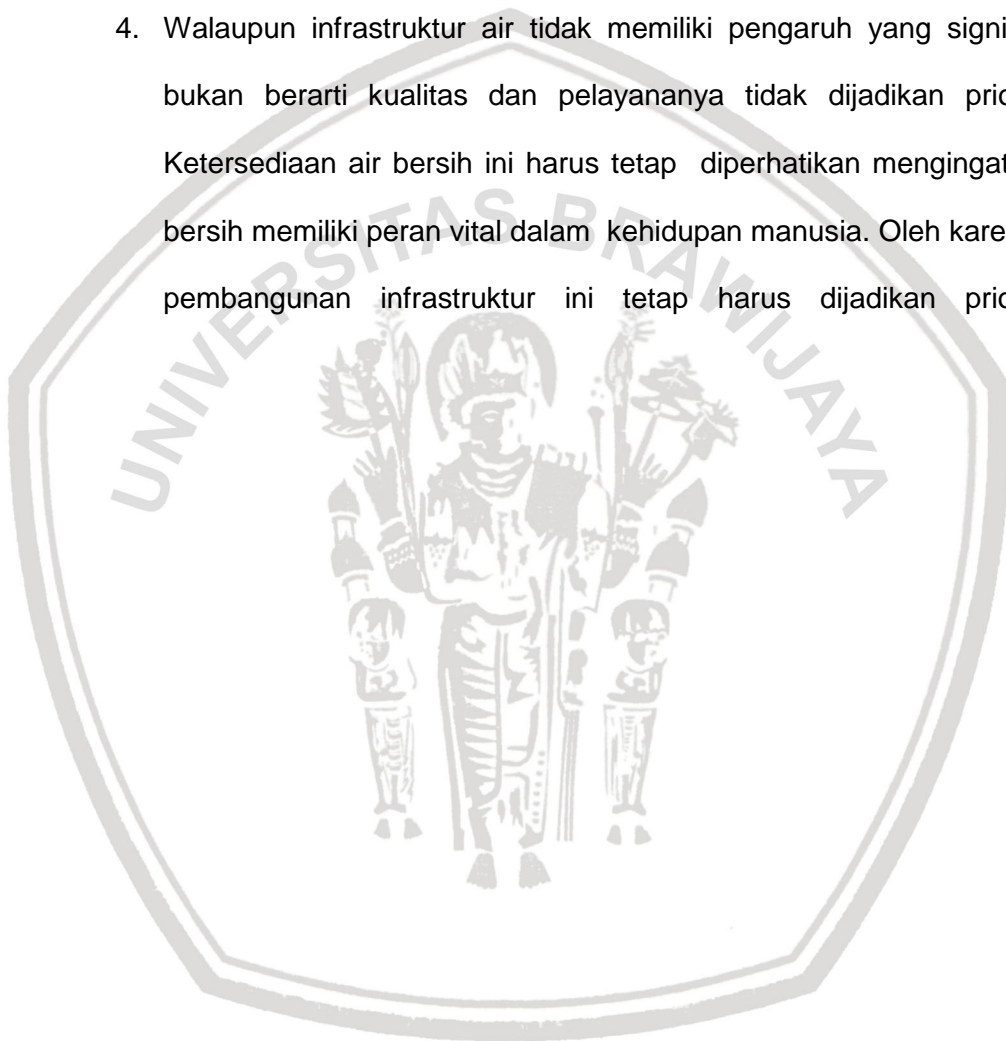 4. Walaupun infrastruktur air tidak memiliki pengaruh yang signi
bukan berarti kualitas dan pelayananya tidak dijadikan prio
Ketersediaan air bersih ini harus tetap diperhatikan mengingat
bersih memiliki peran vital dalam kehidupan manusia. Oleh kare
pembangunan infrastruktur ini tetap harus dijadikan prio
UNIVERSITAS BRAWIJAYA